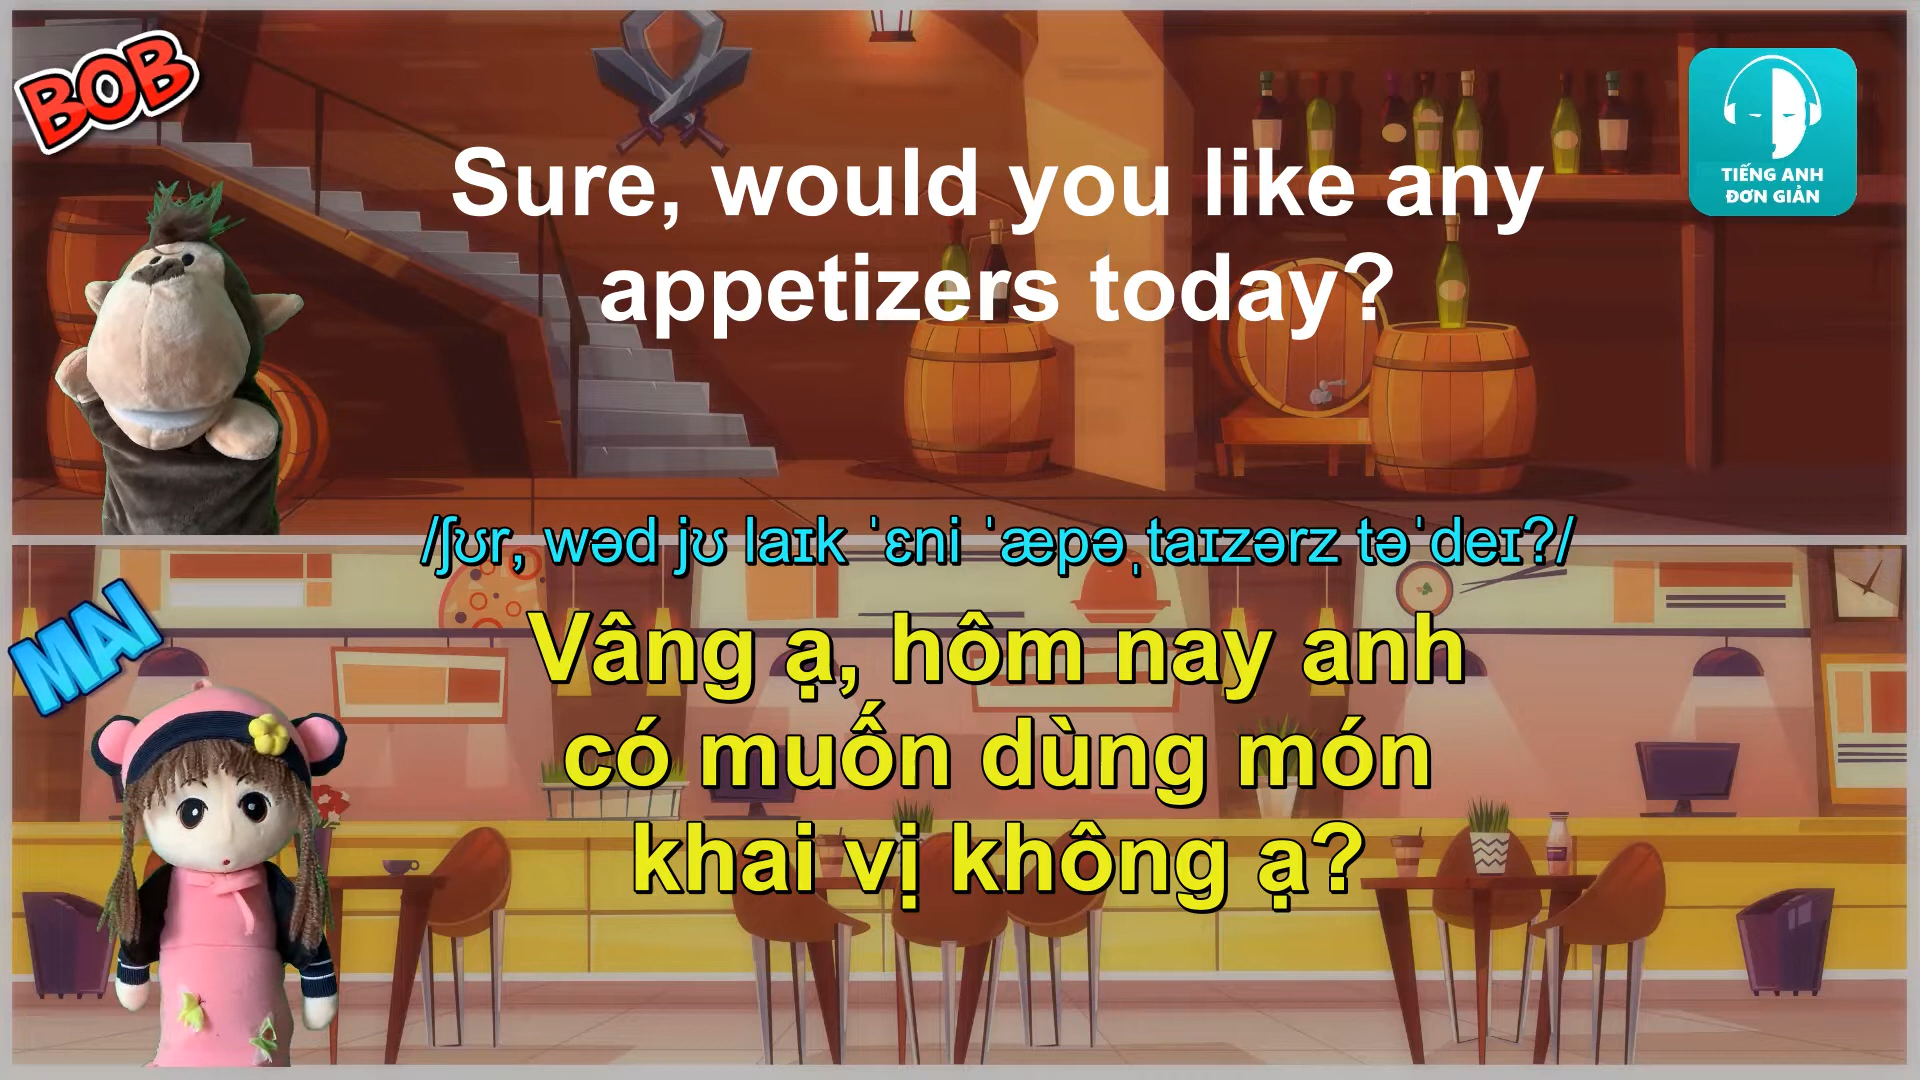 BOB
TIẾNG ANH
ĐƠN GIẢN
Sure, would you like any
appetizers today?
/ʃʊr, wəd jʊ laɪk ˈɛni ˈæpəˌtaɪzərz təˈdeɪ?/
MAI
Vâng ạ, hôm nay anh
có muốn dùng món
khai vị không ạ?